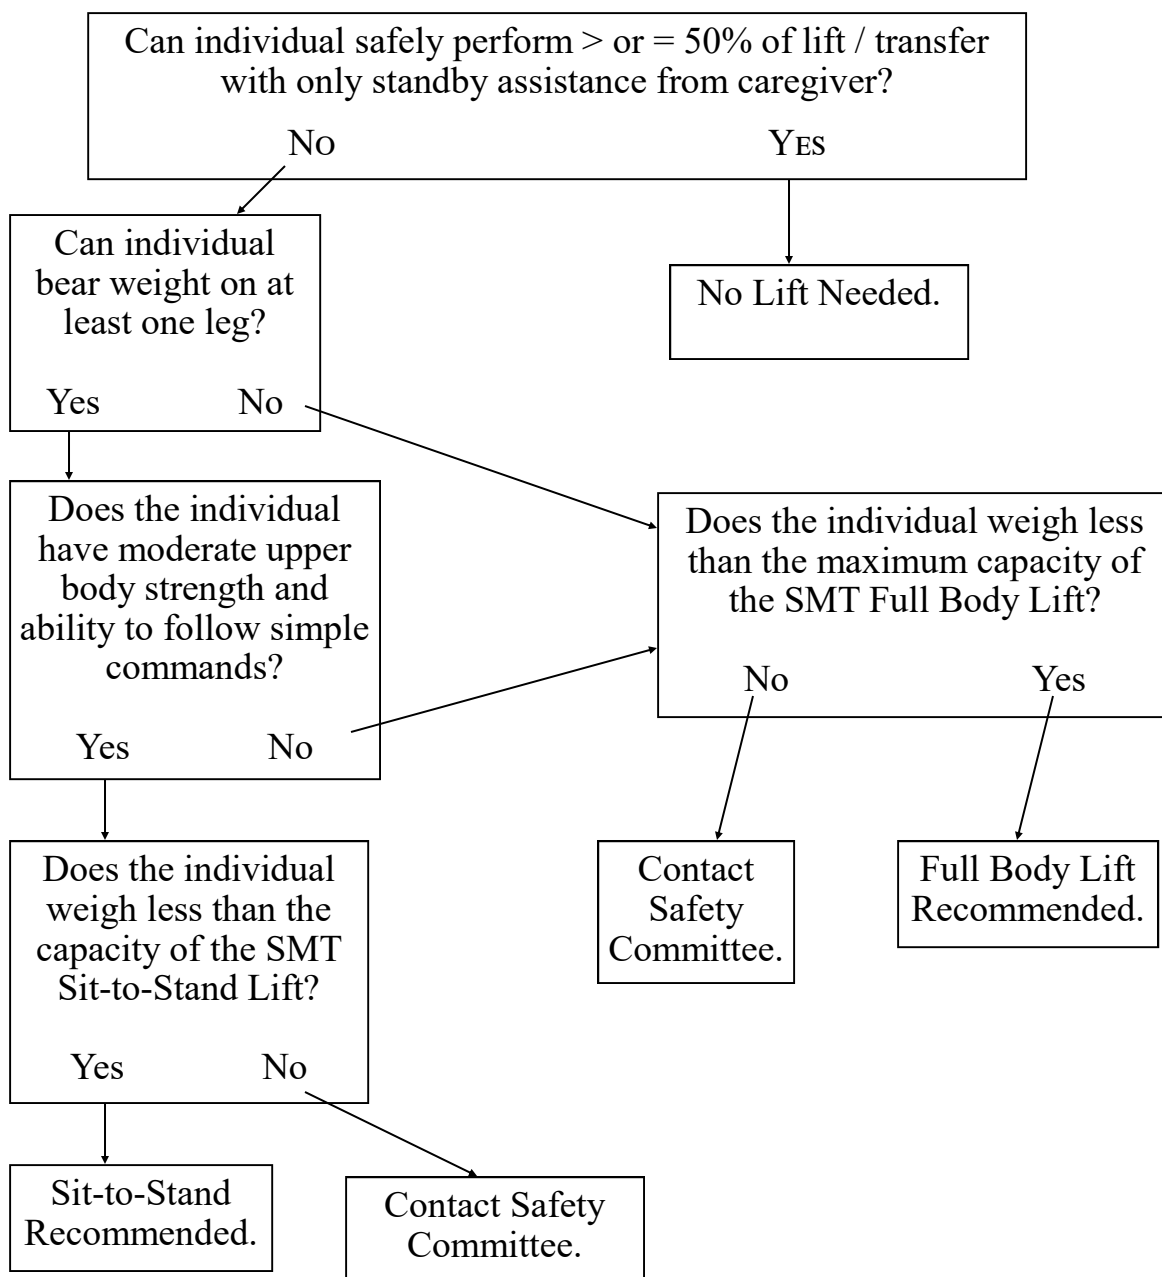 Can individual safely perform > or = 50% of lift / transfer
with only standby assistance from caregiver?
No YES
Can individual
bear weight on at
least one leg?
Yes No
No Lift Needed.
Does the individual
have moderate upper
body strength and
ability to follow simple
commands?
Yes No
Does the individual weigh less
than the maximum capacity of
the SMT Full Body Lift?
No Yes
Does the individual
weigh less than the
capacity of the SMT
Sit-to-Stand Lift?
Yes No
Contact
Safety
Committee.
Full Body Lift
Recommended.
Sit-to-Stand
Recommended.
Contact Safety
Committee.